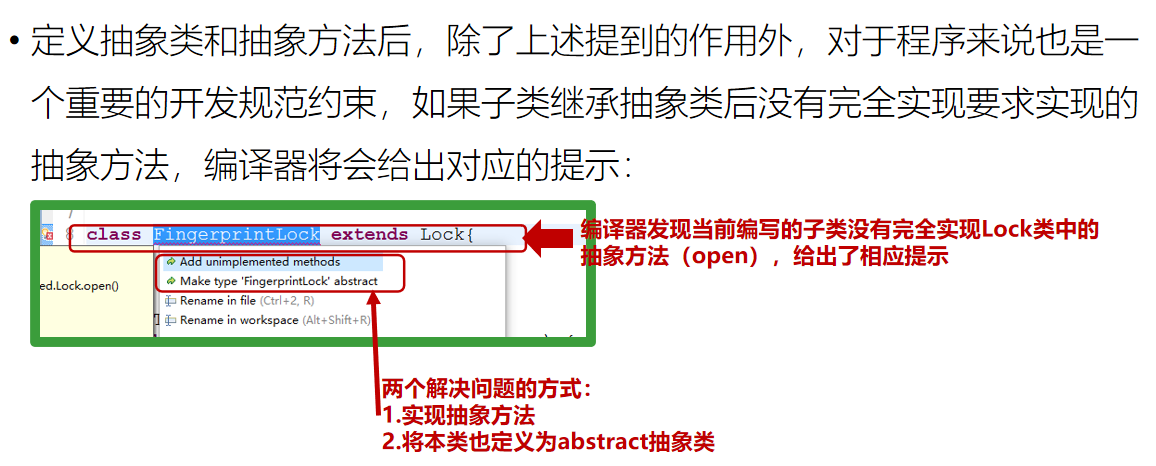 • 定义抽象类和抽象方法后，除了上述提到的作用外，对于程序来说也是一
个重要的开发规范约束，如果子类继承抽象类后没有完全实现要求实现的
抽象方法，编译器将会给出对应的提示：
8 class FingerprintLock extends Lock{
编译器发现当前编写的子类没有完全实现Lock类中的
抽象方法（open），给出了相应提示
Add unimplemented methods
ed.Lock.open()
Make type 'FingerprintLock' abstract
Rename in file (Ctrl+2, R)
Rename in workspace (Alt+Shift+R)
两个解决问题的方式：
1.实现抽象方法
2.将本类也定义为abstract抽象类